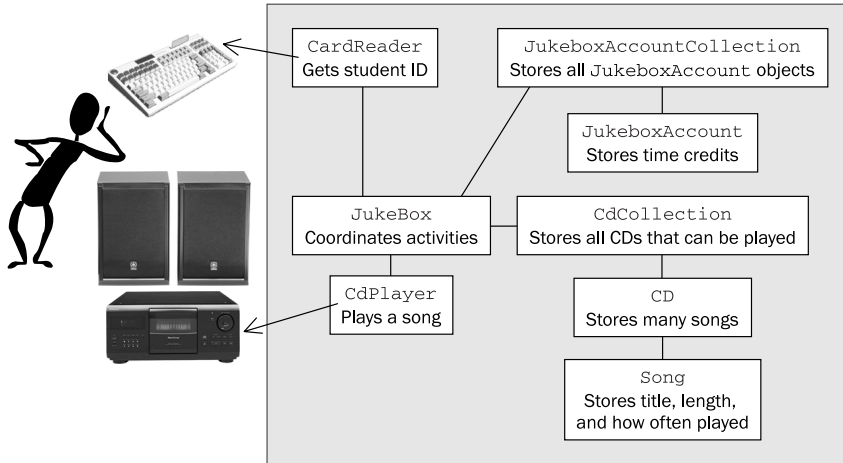 CardReader
Gets student ID
JukeboxAccountCollection
Stores all JukeboxAccount objects
JukeboxAccount
Stores time credits
JukeBox
Coordinates activities
CdCollection
Stores all CDs that can be played
CdPlayer
Plays a song
CD
Stores many songs
Song
Stores title, length,
and how often played